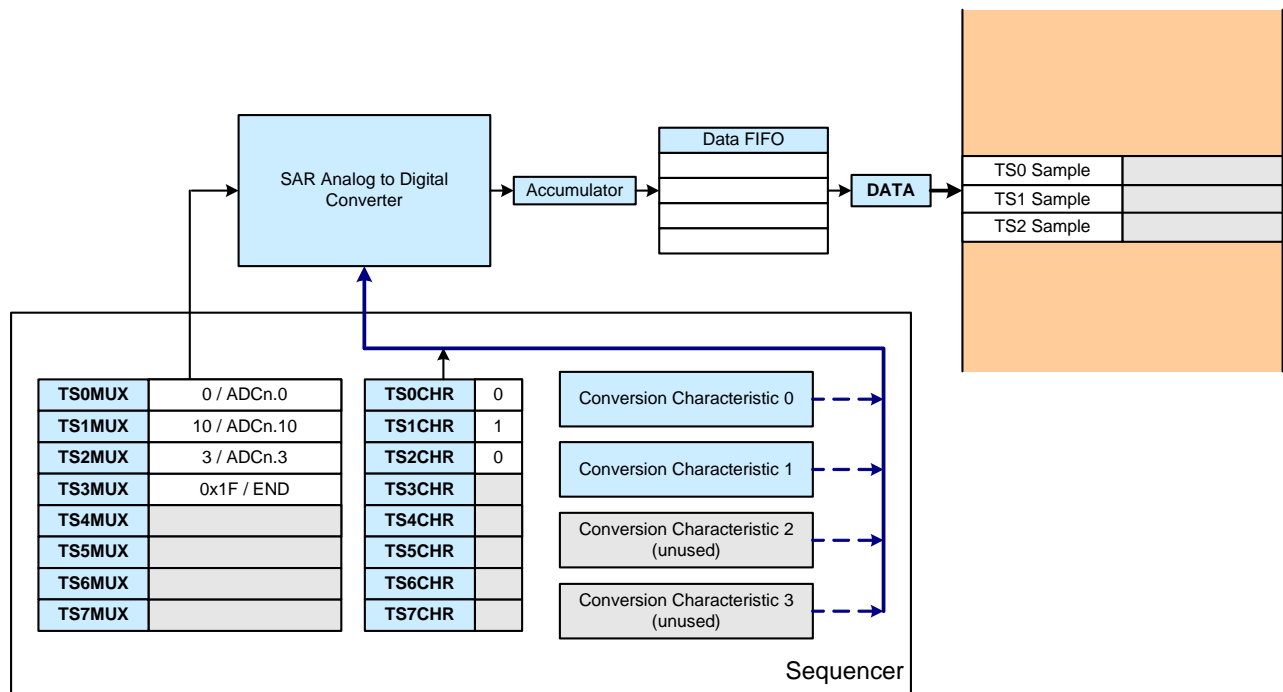 SAR Analog to Digital
Converter
Accumulator
Data FIFO
DATA
TS0 Sample
TS1 Sample
TS2 Sample
TS0MUX 0 / ADCn.0
TS1MUX 10 / ADCn.10
TS2MUX 3 / ADCn.3
TS3MUX 0x1F / END
TS4MUX
TS5MUX
TS6MUX
TS7MUX
TS0CHR 0
TS1CHR 1
TS2CHR 0
TS3CHR
TS4CHR
TS5CHR
TS6CHR
TS7CHR
Conversion Characteristic 0
Conversion Characteristic 1
Conversion Characteristic 2
(unused)
Conversion Characteristic 3
(unused)
Sequencer